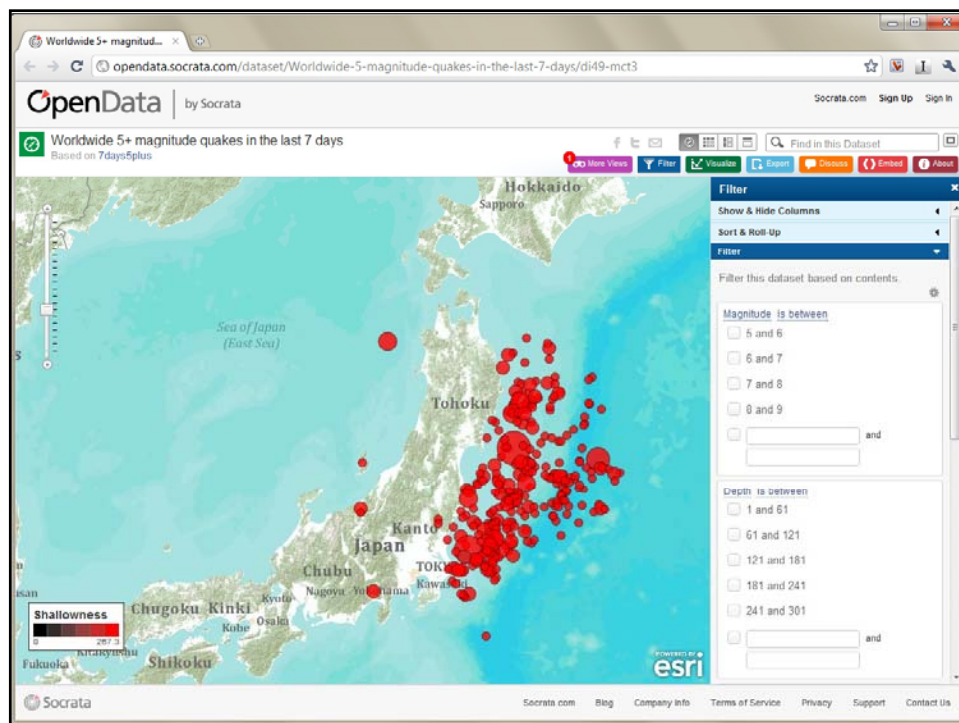 Worldwide 5+ magnitud...
opendata.socrata.com/dataset/Worldwide-5-magnitude-quakes-in-the-last-7-days/di49-mct3
OpenData | by Socrata
Socrata.com Sign Up Sign In
Worldwide 5+ magnitude quakes in the last 7 days
Based on 7days5plus
Find in this Dataset
1
More Views Filter Visualize Export Discuss Embed About
Filter
Show & Hide Columns
Sort & Roll-Up
Filter
Filter this dataset based on contents.
Magnitude is between
5 and 6
6 and 7
7 and 8
8 and 9
and
Depth is between
1 and 61
61 and 121
121 and 181
181 and 241
241 and 301
and
Hokkaido
Sapporo
Sea of Japan
(East Sea)
Tohoku
Kanto
Japan
Chubu
Nagoya
Kawasaki
Chugoku Kinki
Kyoto
Kobe
Osaka
Shikoku
Fukuoka
Shallowness
0 267.3
POWERED BY
esri
Socrata
Socrata.com Blog Company Info Terms of Service Privacy Support Contact Us